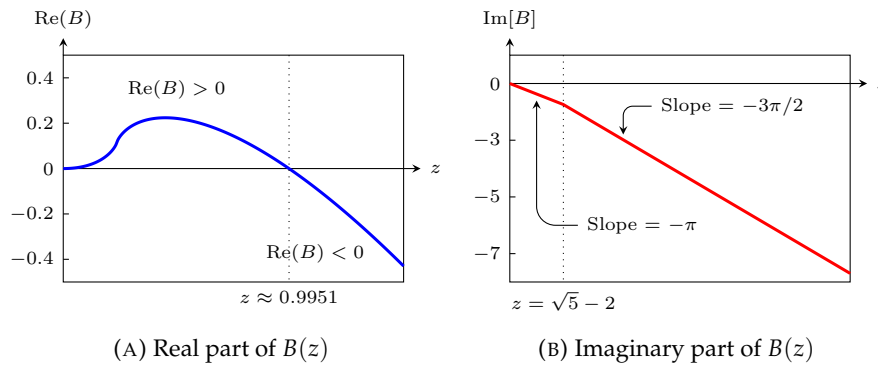 Re(B)
0.4
0.2
0
−0.2
−0.4
Re(B) > 0
Re(B) < 0
z
z ≈ 0.9951
(A) Real part of B(z)
Im[B]
0
−3
−5
−7
Slope = −3π/2
Slope = −π
z = √5 − 2
(B) Imaginary part of B(z)